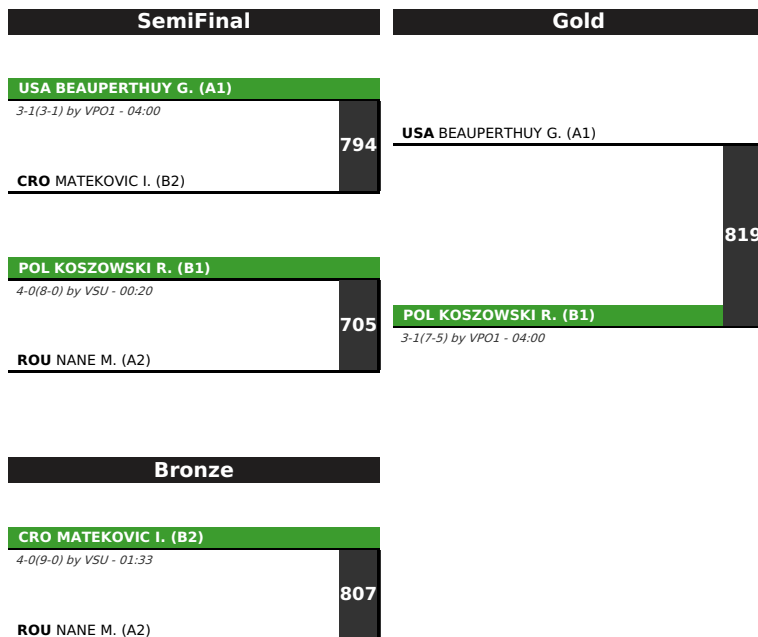 SemiFinal
USA BEAUPERTHUY G. (A1)
3-1(3-1) by VPO1 - 04:00
794
CRO MATEKOVIC I. (B2)
POL KOSZOWSKI R. (B1)
4-0(8-0) by VSU - 00:20
705
ROU NANE M. (A2)
Gold
USA BEAUPERTHUY G. (A1)
819
POL KOSZOWSKI R. (B1)
3-1(7-5) by VPO1 - 04:00
Bronze
CRO MATEKOVIC I. (B2)
4-0(9-0) by VSU - 01:33
807
ROU NANE M. (A2)